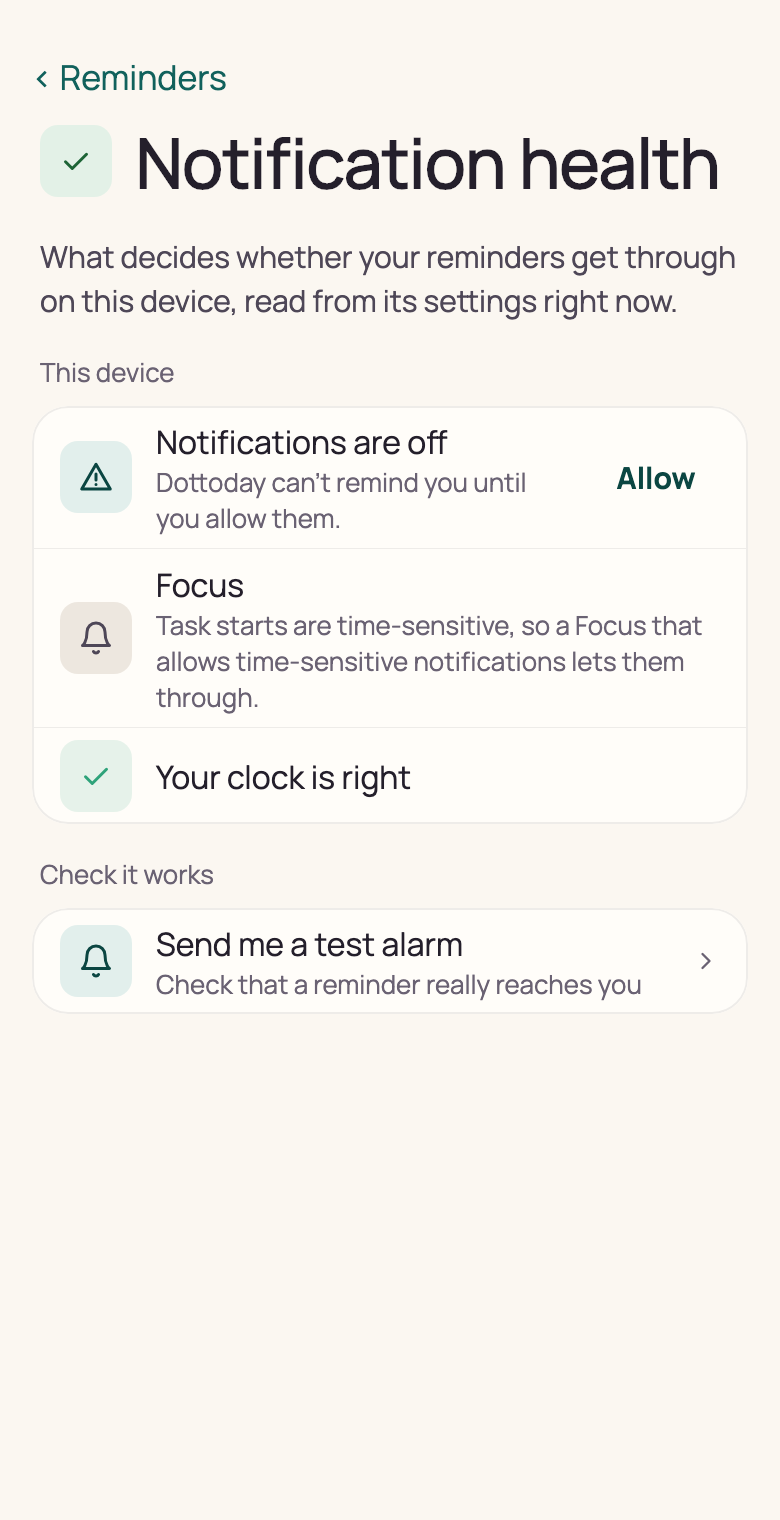 Reminders
Notification health
What decides whether your reminders get through
on this device, read from its settings right now.
This device
Notifications are off
Dottoday can't remind you until
you allow them.
Allow
Focus
Task starts are time-sensitive, so a Focus that
allows time-sensitive notifications lets them
through.
Your clock is right
Check it works
Send me a test alarm
Check that a reminder really reaches you